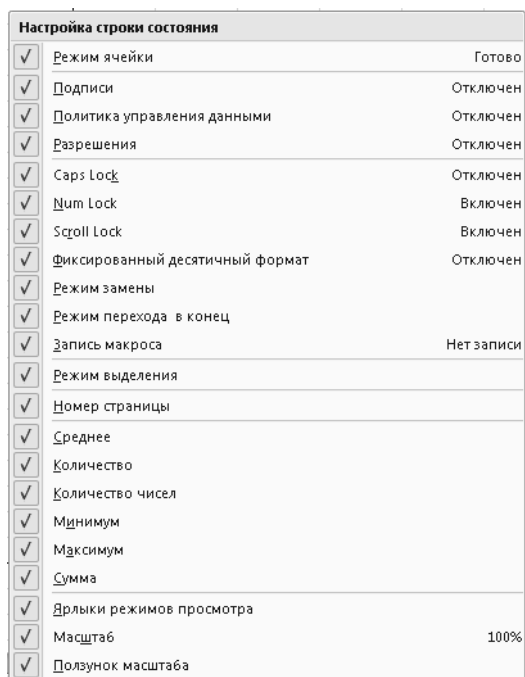 Настройка строки состояния
Режим ячейки Готово
Подписи Отключен
Политика управления данными Отключен
Разрешения Отключен
Caps Lock Отключен
Num Lock Включен
Scroll Lock Включен
Фиксированный десятичный формат Отключен
Режим замены
Режим перехода в конец
Запись макроса Нет записи
Режим выделения
Номер страницы
Среднее
Количество
Количество чисел
Минимум
Максимум
Сумма
Ярлыки режимов просмотра
Масштаб 100%
Ползунок масштаба